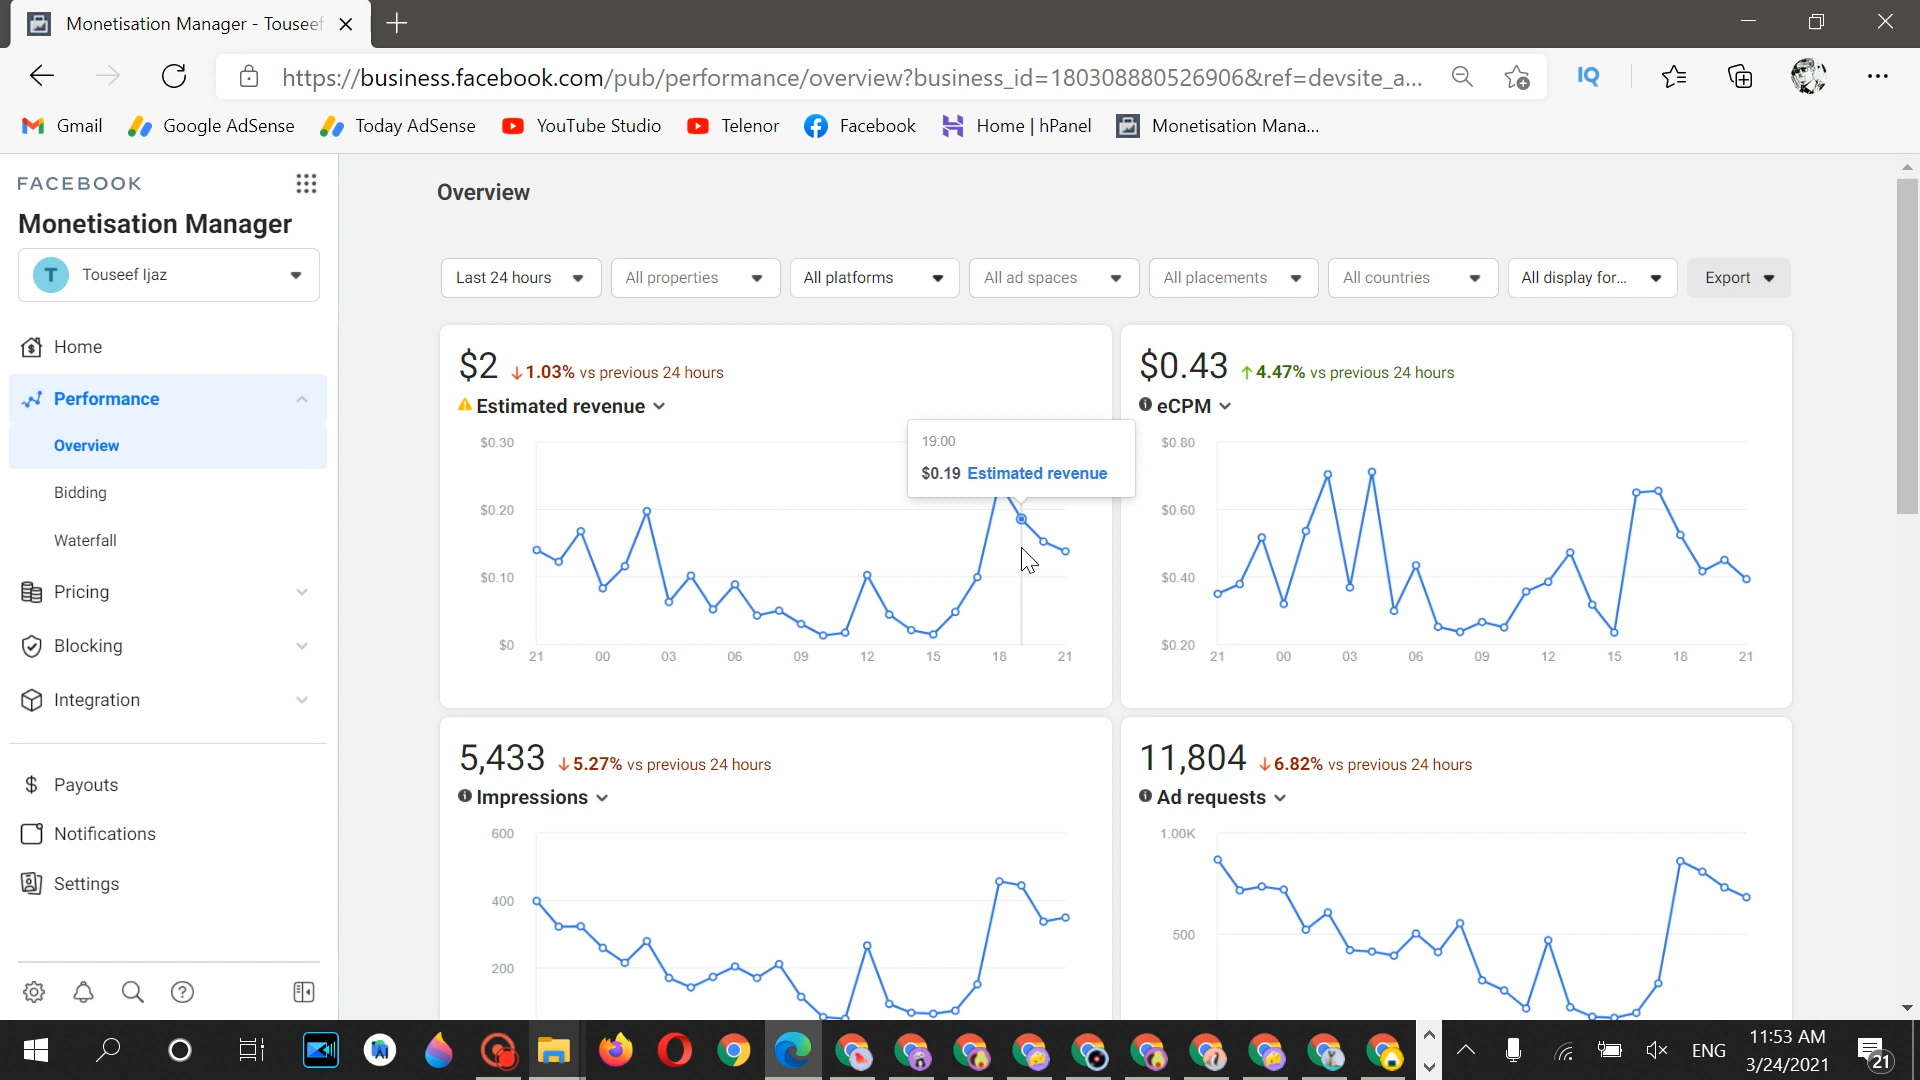 Monetisation Manager - Touseef
https://business.facebook.com/pub/performance/overview?business_id=180308880526906&ref=devsite_a...
IQ
Gmail Google AdSense Today AdSense YouTube Studio Telenor Facebook Home | hPanel Monetisation Mana...
FACEBOOK
Monetisation Manager
T Touseef Ijaz
Home
Performance
Overview
Bidding
Waterfall
Pricing
Blocking
Integration
$ Payouts
Notifications
Settings
Overview
Last 24 hours All properties All platforms All ad spaces All placements All countries All display for... Export
$2 ↓1.03% vs previous 24 hours
Estimated revenue
19:00
$0.19 Estimated revenue
$0.30
$0.20
$0.10
$0
21 00 03 06 09 12 15 18 21
$0.43 ↑4.47% vs previous 24 hours
eCPM
$0.80
$0.60
$0.40
$0.20
21 00 03 06 09 12 15 18 21
5,433 ↓5.27% vs previous 24 hours
Impressions
600
400
200
11,804 ↓6.82% vs previous 24 hours
Ad requests
1.00K
500
ENG
11:53 AM
3/24/2021
21